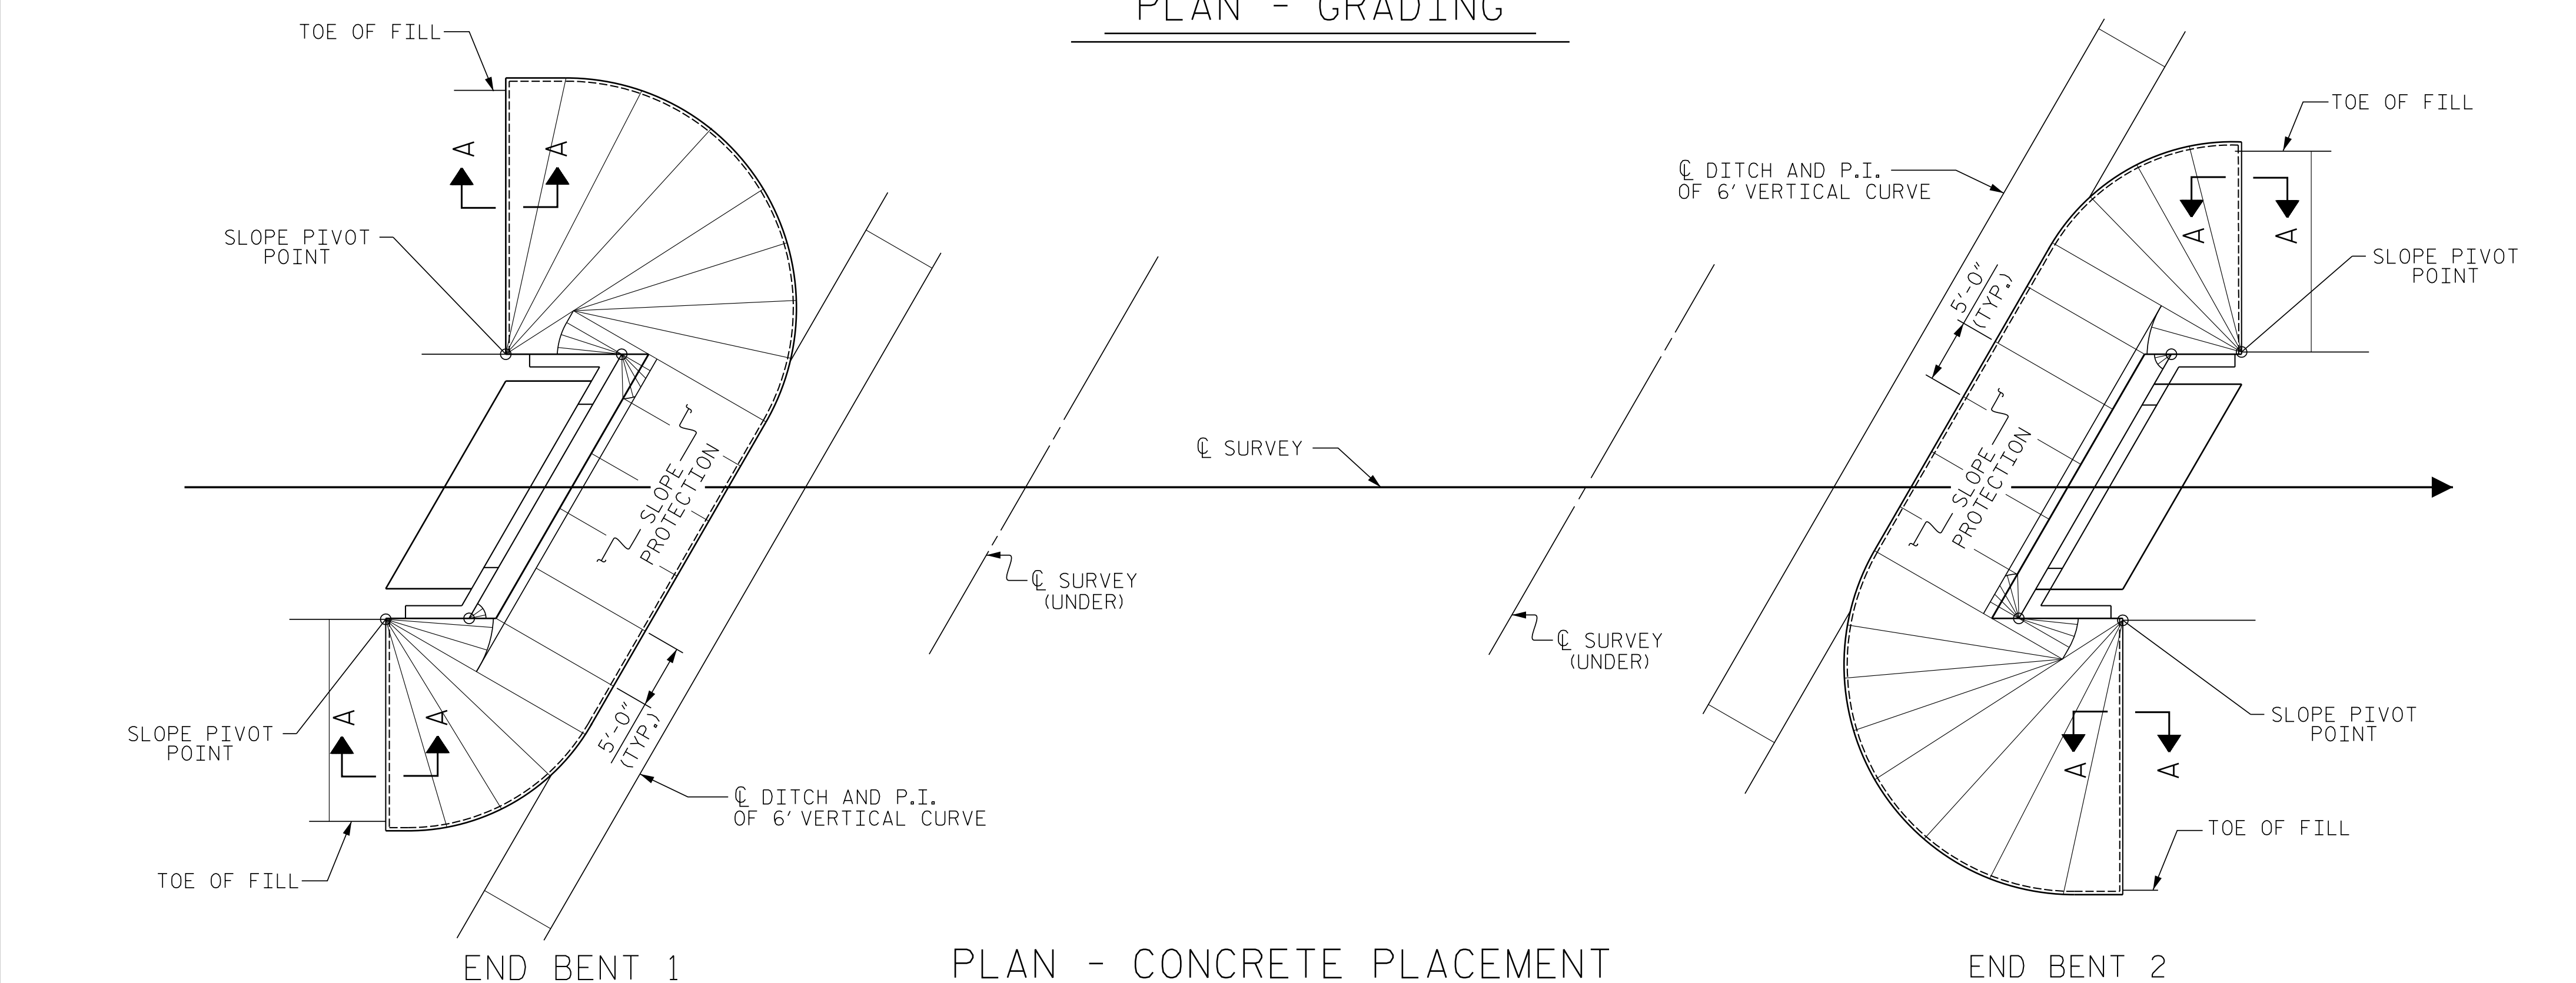 PLAN - GRADING
TOE OF FILL
A A
SLOPE PIVOT
POINT
SLOPE
PROTECTION
SLOPE PIVOT
POINT
A A
5'-0"
(TYP.)
℄ DITCH AND P.I.
OF 6' VERTICAL CURVE
TOE OF FILL
END BENT 1
℄ SURVEY
(UNDER)
℄ SURVEY
℄ SURVEY
(UNDER)
PLAN - CONCRETE PLACEMENT
TOE OF FILL
℄ DITCH AND P.I.
OF 6' VERTICAL CURVE
A A
SLOPE PIVOT
POINT
5'-0"
(TYP.)
SLOPE
PROTECTION
SLOPE PIVOT
POINT
A A
TOE OF FILL
END BENT 2